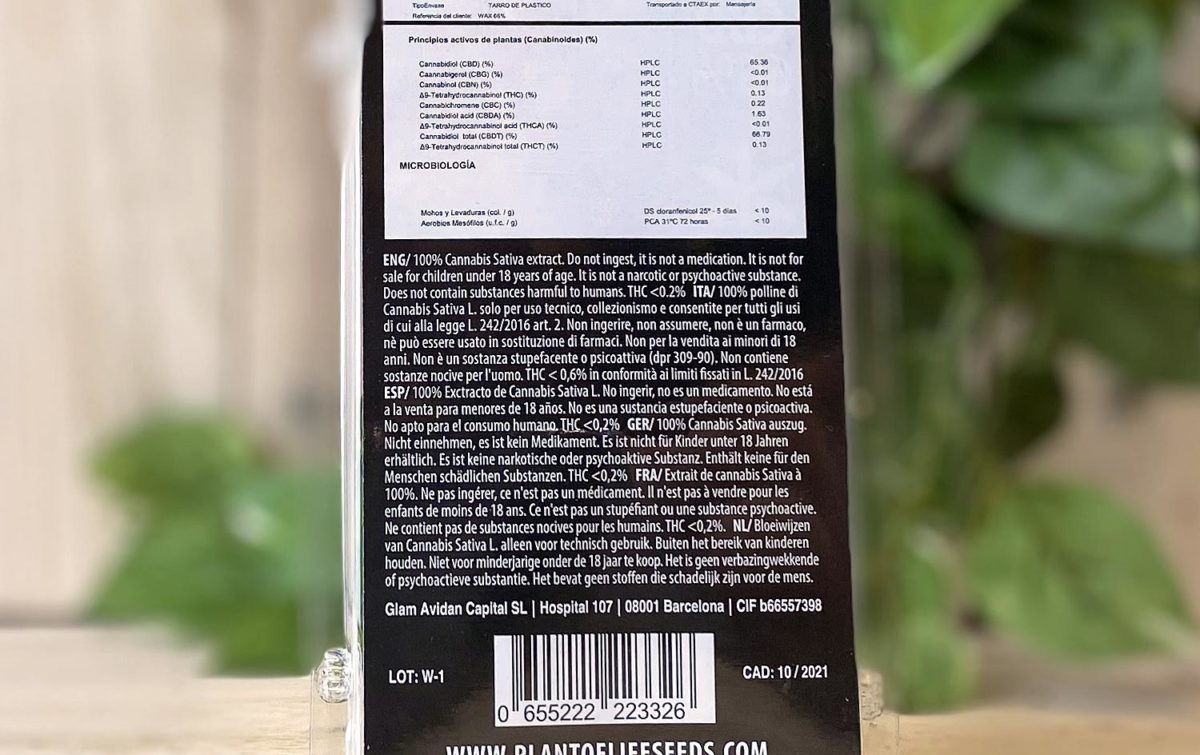 TipoEnvase TARRO DE PLASTICO Transportado a CTAEX por: Mensajería
Referencia del cliente: WAX 66%
Principios activos de plantas (Canabinoides) (%)
Cannabidiol (CBD) (%) HPLC 65.36
Caannabigerol (CBG) (%) HPLC <0.01
Cannabinol (CBN) (%) HPLC <0.01
Δ9-Tetrahydrocannabinol (THC) (%) HPLC 0.13
Cannabichromene (CBC) (%) HPLC 0.22
Cannabidiol acid (CBDA) (%) HPLC 1.63
Δ9-Tetrahydrocannabinol acid (THCA) (%) HPLC <0.01
Cannabidiol total (CBDT) (%) HPLC 66.79
Δ9-Tetrahydrocannabinol total (THCT) (%) HPLC 0.13
MICROBIOLOGÍA
Mohos y Levaduras (col. / g) DS cloranfenicol 25º - 5 dias < 10
Aerobios Mesófilos (u.f.c. / g) PCA 31ºC 72 horas < 10
ENG/ 100% Cannabis Sativa extract. Do not ingest, it is not a medication. It is not for
sale for children under 18 years of age. It is not a narcotic or psychoactive substance.
Does not contain substances harmful to humans. THC <0.2% ITA/ 100% polline di
Cannabis Sativa L. solo per uso tecnico, collezionismo e consentite per tutti gli usi
di cui alla legge L. 242/2016 art. 2. Non ingerire, non assumere, non è un farmaco,
nè può essere usato in sostituzione di farmaci. Non per la vendita ai minori di 18
anni. Non è un sostanza stupefacente o psicoattiva (dpr 309-90). Non contiene
sostanze nocive per l'uomo. THC < 0,6% in conformità ai limiti fissati in L. 242/2016
ESP/ 100% Exctracto de Cannabis Sativa L. No ingerir, no es un medicamento. No está
a la venta para menores de 18 años. No es una sustancia estupefaciente o psicoactiva.
No apto para el consumo humano. THC <0,2% GER/ 100% Cannabis Sativa auszug.
Nicht einnehmen, es ist kein Medikament. Es ist nicht für Kinder unter 18 Jahren
erhältlich. Es ist keine narkotische oder psychoaktive Substanz. Enthält keine für den
Menschen schädlichen Substanzen. THC <0,2% FRA/ Extrait de cannabis Sativa à
100%. Ne pas ingérer, ce n'est pas un médicament. Il n'est pas à vendre pour les
enfants de moins de 18 ans. Ce n'est pas un stupéfiant ou une substance psychoactive.
Ne contient pas de substances nocives pour les humains. THC <0,2%. NL/ Bloeiwijzen
van Cannabis Sativa L. alleen voor technisch gebruik. Buiten het bereik van kinderen
houden. Niet voor minderjarige onder de 18 jaar te koop. Het is geen verbazingwekkende
of psychoactieve substantie. Het bevat geen stoffen die schadelijk zijn voor de mens.
Glam Avidan Capital SL | Hospital 107 | 08001 Barcelona | CIF b66557398
LOT: W-1 CAD: 10 / 2021
0 655222 223326
WWW.PLANTOFLIFESEEDS.COM